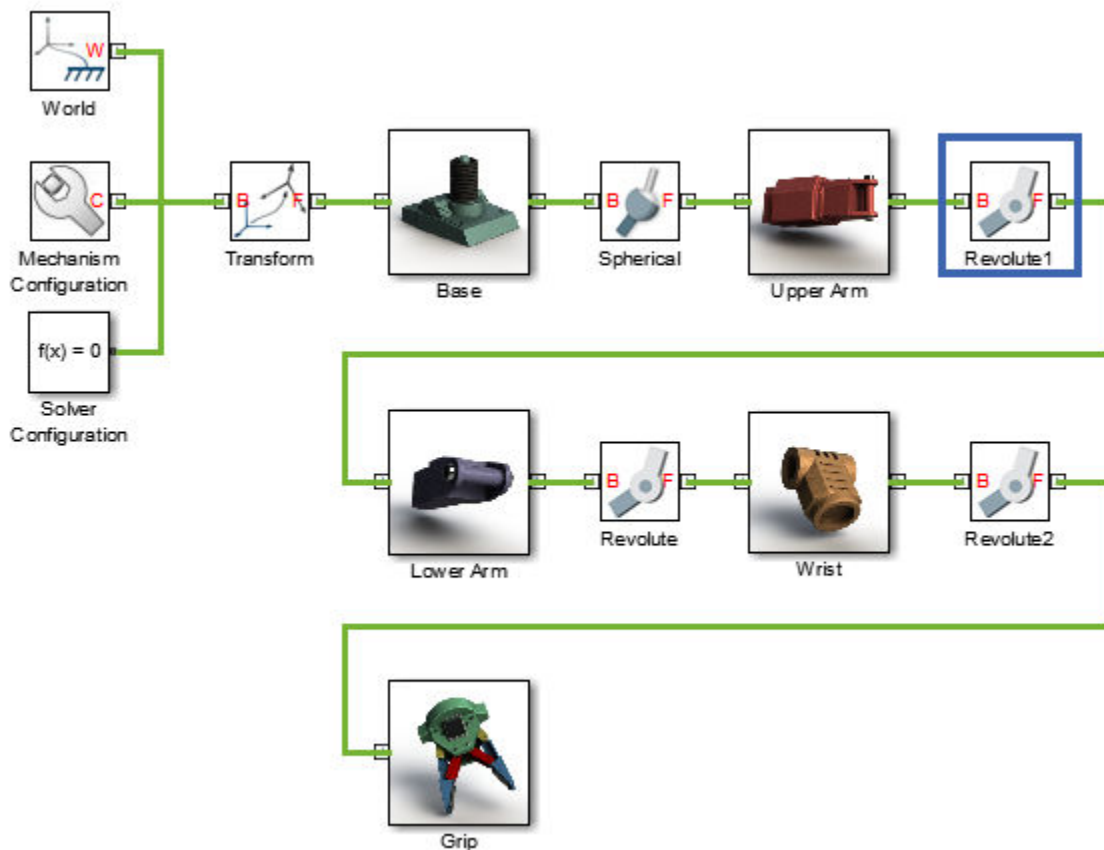 W
World
C
Mechanism
Configuration
f(x) = 0
Solver
Configuration
B F
Transform
Base
B F
Spherical
Upper Arm
B F
Revolute1
Lower Arm
B F
Revolute
Wrist
B F
Revolute2
Grip